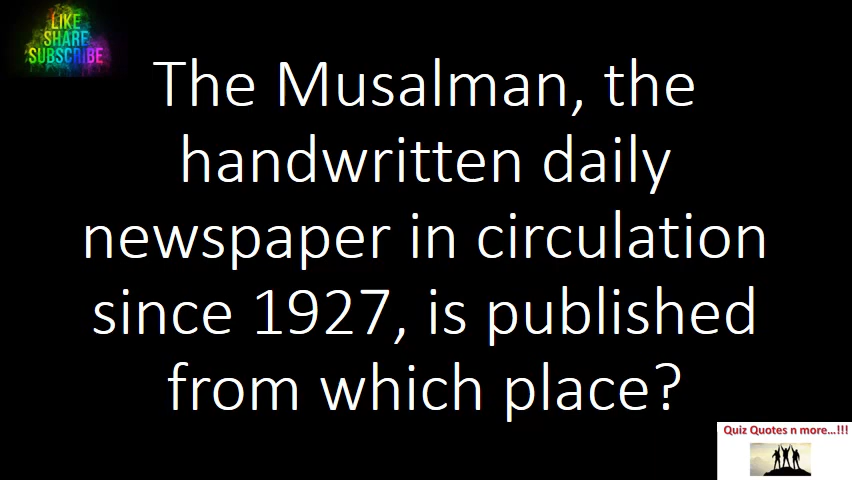 LIKE
SHARE
SUBSCRIBE
The Musalman, the
handwritten daily
newspaper in circulation
since 1927, is published
from which place?
Quiz Quotes n more...!!!